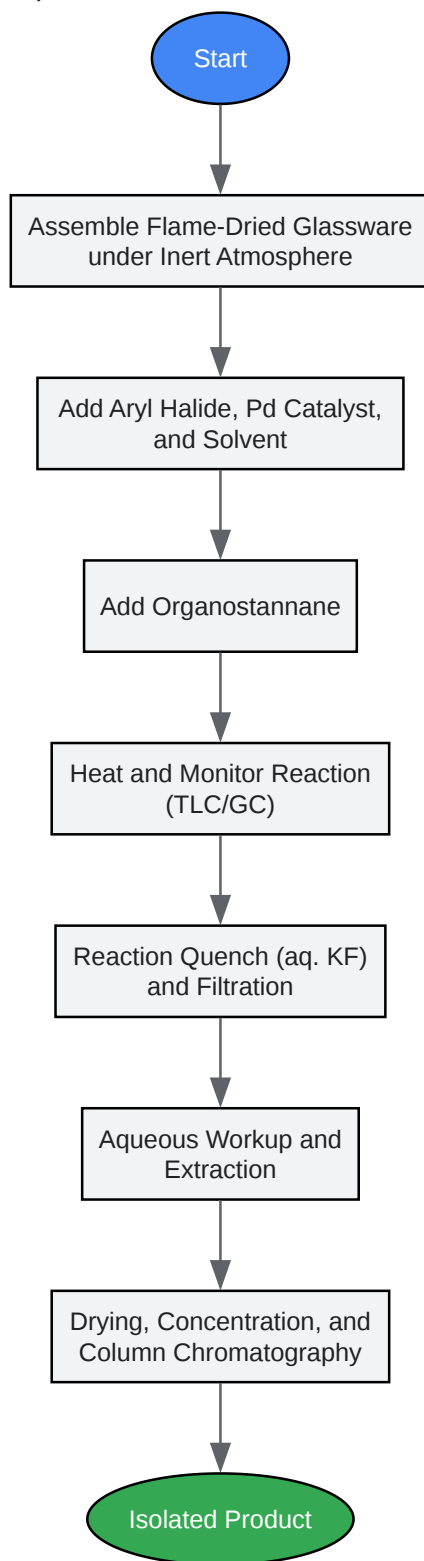 Start
Assemble Flame-Dried Glassware
under Inert Atmosphere
Add Aryl Halide, Pd Catalyst,
and Solvent
Add Organostannane
Heat and Monitor Reaction
(TLC/GC)
Reaction Quench (aq. KF)
and Filtration
Aqueous Workup and
Extraction
Drying, Concentration, and
Column Chromatography
Isolated Product